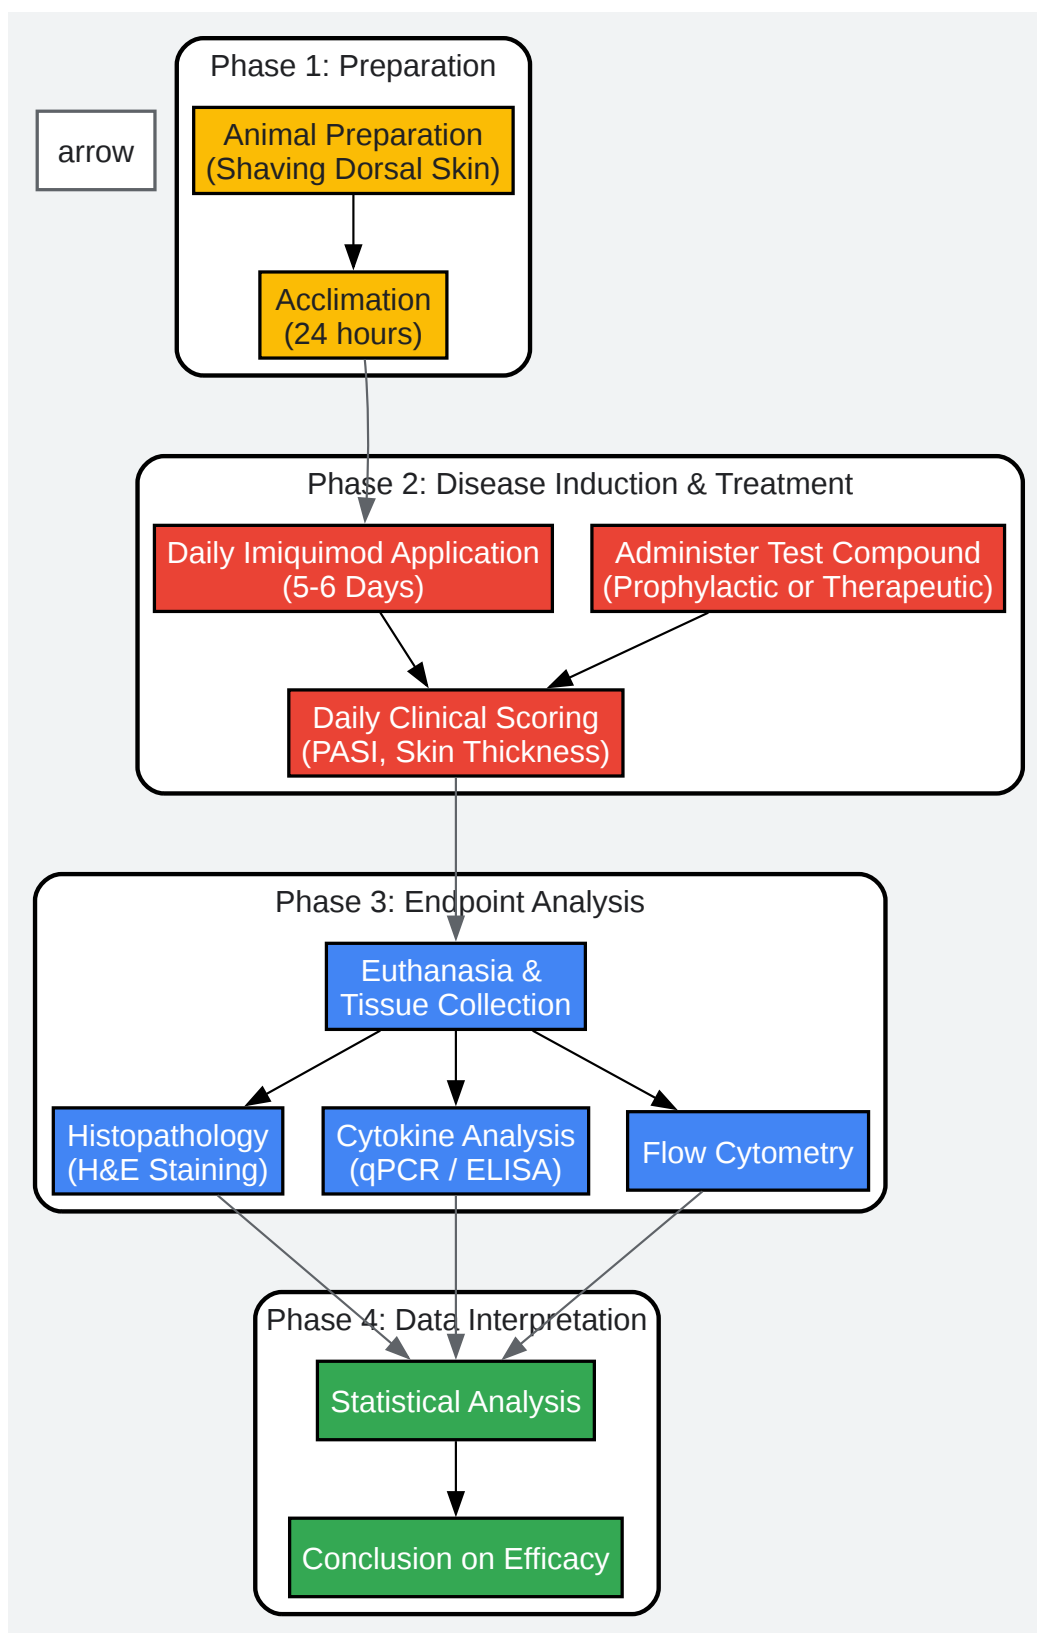 Phase 1: Preparation
arrow
Animal Preparation
(Shaving Dorsal Skin)
Acclimation
(24 hours)
Phase 2: Disease Induction & Treatment
Daily Imiquimod Application
(5-6 Days)
Administer Test Compound
(Prophylactic or Therapeutic)
Daily Clinical Scoring
(PASI, Skin Thickness)
Phase 3: Endpoint Analysis
Euthanasia &
Tissue Collection
Histopathology
(H&E Staining)
Cytokine Analysis
(qPCR / ELISA)
Flow Cytometry
Phase 4: Data Interpretation
Statistical Analysis
Conclusion on Efficacy